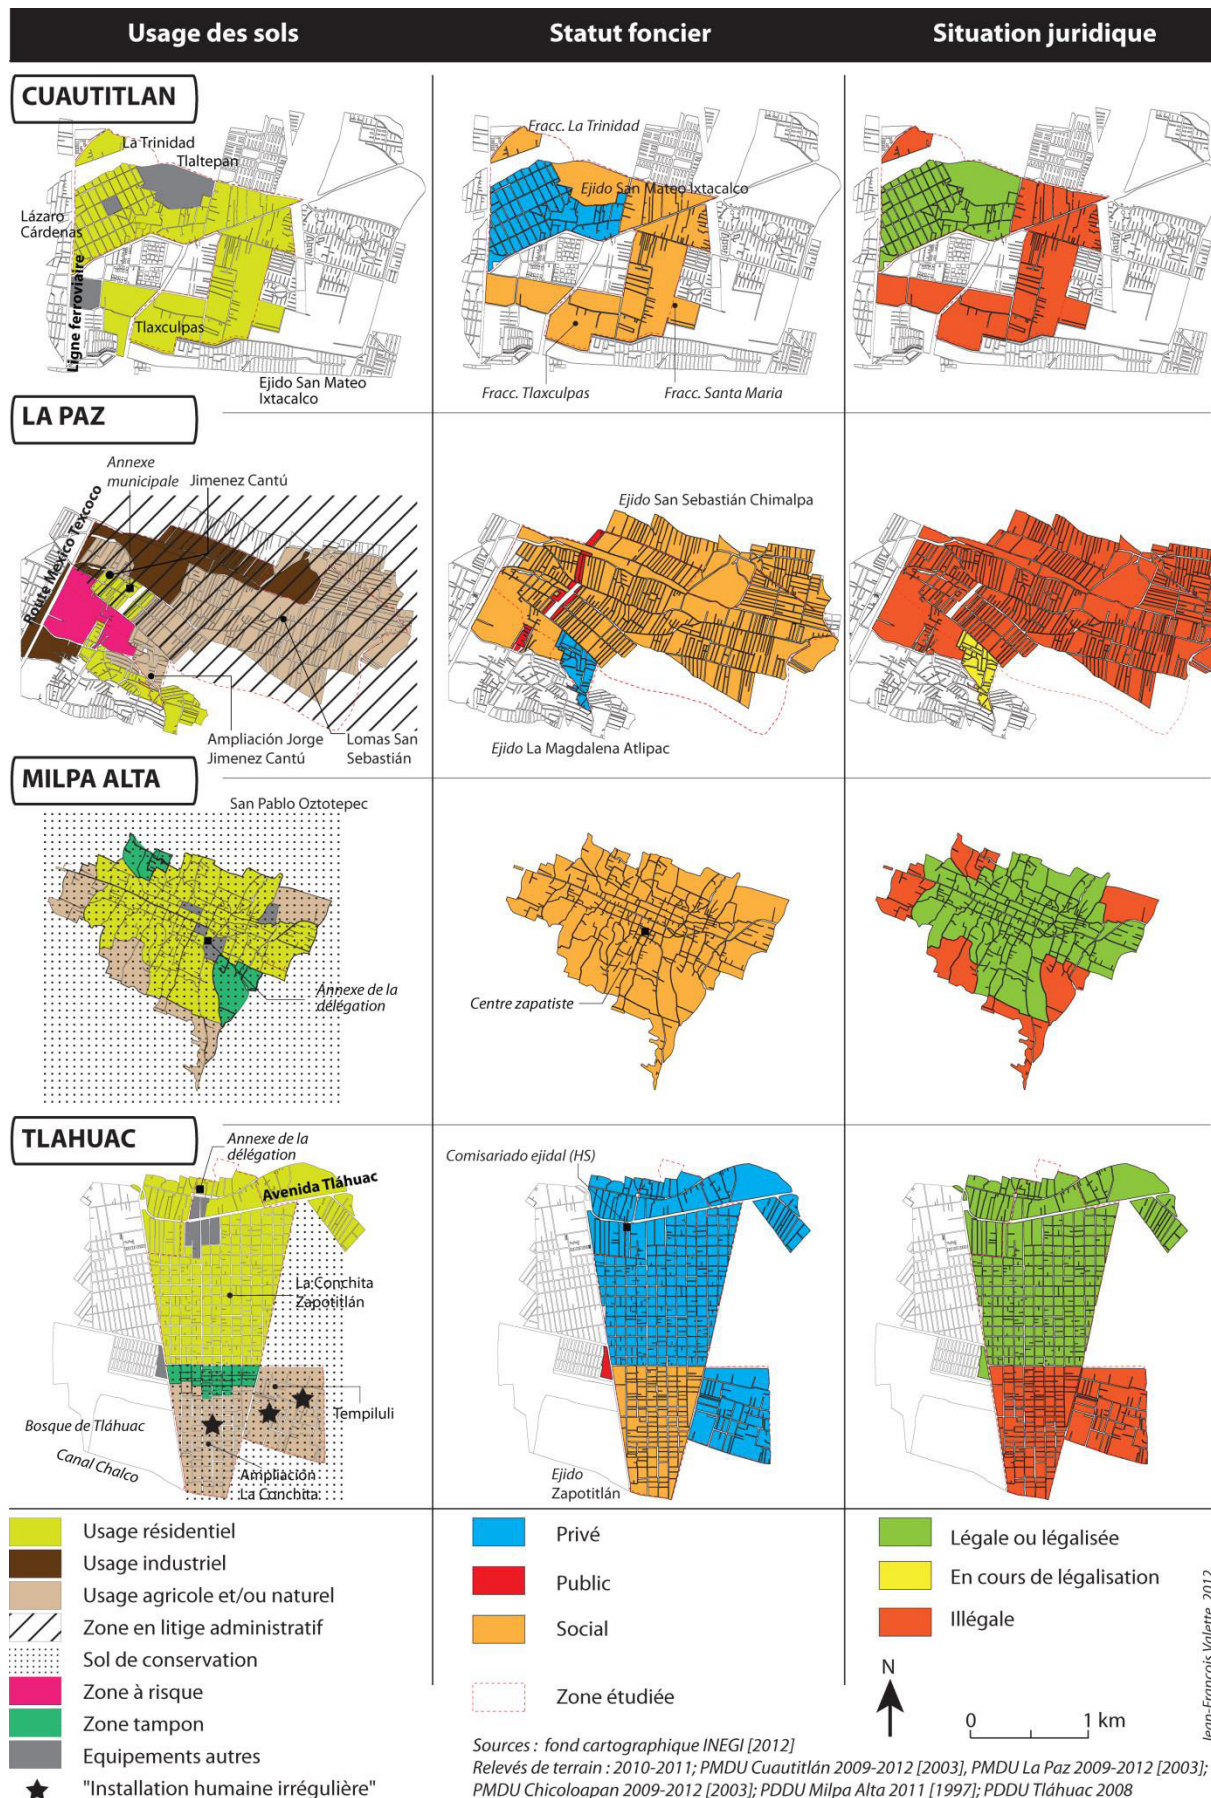 Usage des sols
Statut foncier
Situation juridique
CUAUTITLAN
La Trinidad
Tlaltepan
Lázaro
Cárdenas
Ligne ferroviaire
Tlaxculpas
Ejido San Mateo
Ixtacalco
Fracc. La Trinidad
Ejido San Mateo Ixtacalco
Fracc. Tlaxculpas
Fracc. Santa Maria
LA PAZ
Annexe
municipale
Jimenez Cantú
Route Mexico Texcoco
Ampliación Jorge
Jimenez Cantú
Lomas San
Sebastián
Ejido San Sebastián Chimalpa
Ejido La Magdalena Atlipac
MILPA ALTA
San Pablo Oztotepec
Annexe de la
délégation
Centre zapatiste
TLAHUAC
Annexe de la
délégation
Avenida Tláhuac
La Conchita
Zapotitlán
Tempiluli
Bosque de Tláhuac
Canal Chalco
Ampliación
La Conchita
Comisariado ejidal (HS)
Ejido
Zapotitlán
Usage résidentiel
Usage industriel
Usage agricole et/ou naturel
Zone en litige administratif
Sol de conservation
Zone à risque
Zone tampon
Equipements autres
"Installation humaine irrégulière"
Privé
Public
Social
Zone étudiée
Légale ou légalisée
En cours de légalisation
Illégale
N
0 1 km
Jean-François Valette, 2012
Sources : fond cartographique INEGI [2012]
Relevés de terrain : 2010-2011; PMDU Cuautitlán 2009-2012 [2003], PMDU La Paz 2009-2012 [2003];
PMDU Chicoloapan 2009-2012 [2003]; PDDU Milpa Alta 2011 [1997]; PDDU Tláhuac 2008